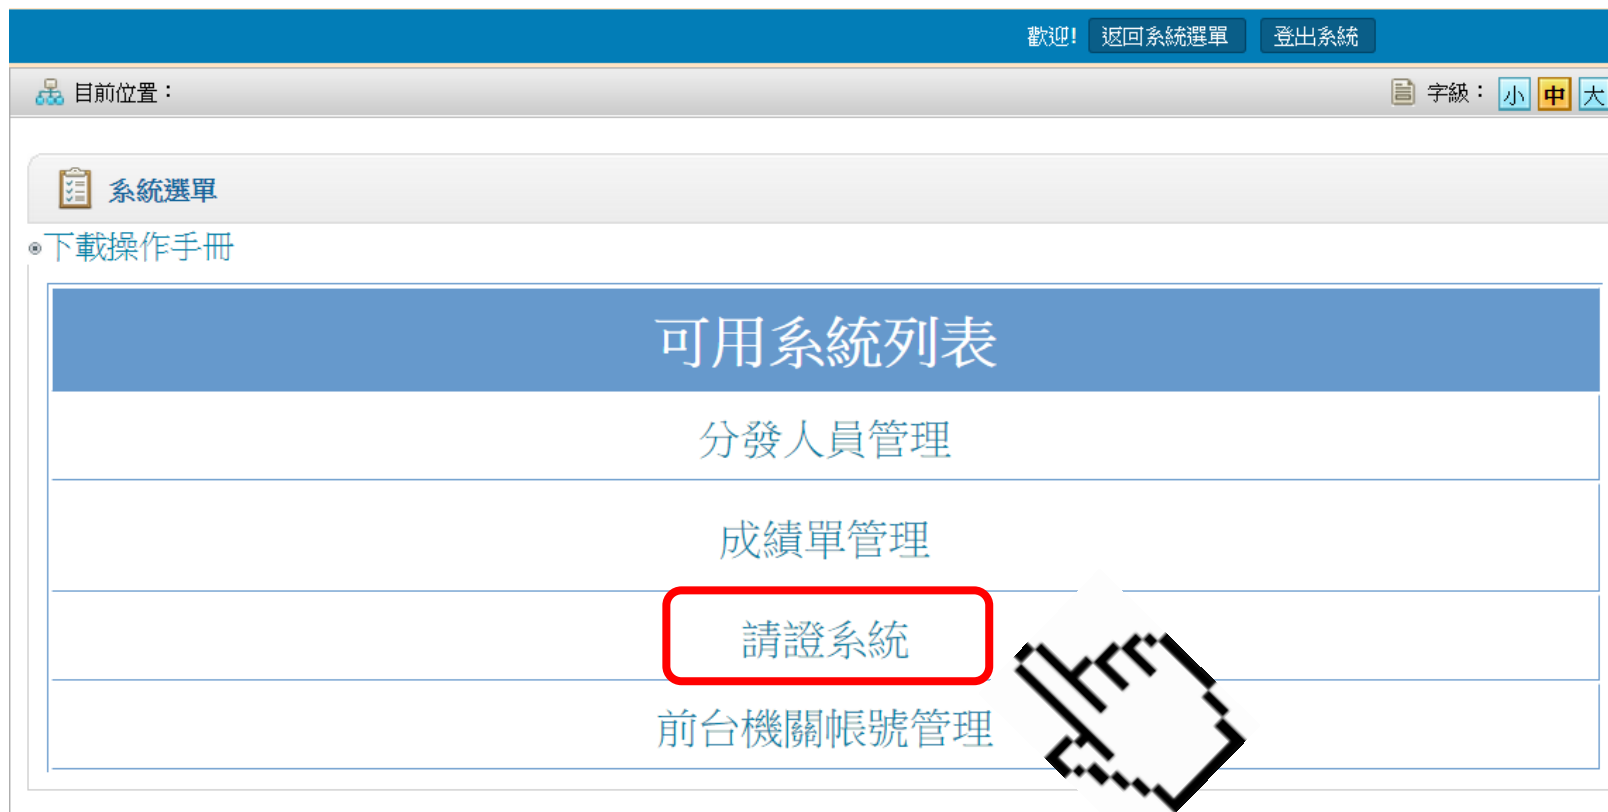 歡迎! 返回系統選單 登出系統
目前位置： 字級： 小 中 大
系統選單
下載操作手冊
可用系統列表
分發人員管理
成績單管理
請證系統
前台機關帳號管理